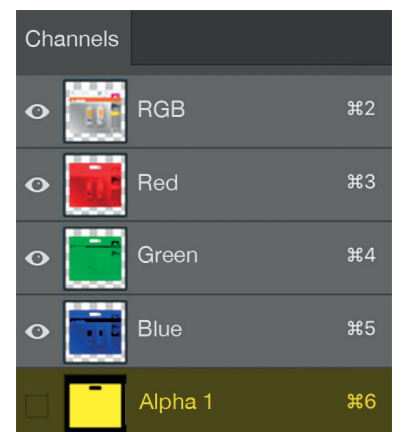 Channels
RGB ⌘2
Red ⌘3
Green ⌘4
Blue ⌘5
Alpha 1 ⌘6